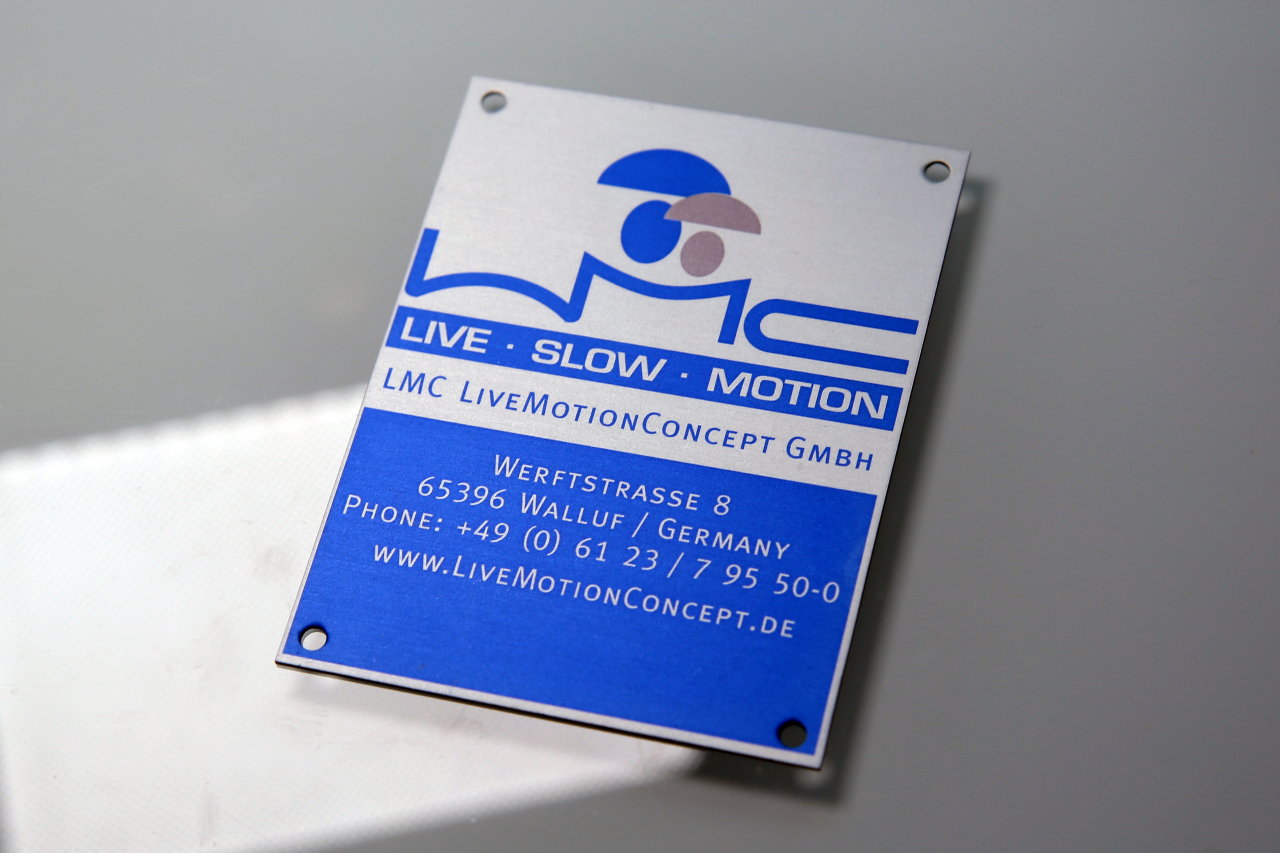 LMC
LIVE · SLOW · MOTION
LMC LiveMotionConcept GmbH
Werftstrasse 8
65396 Walluf / Germany
Phone: +49 (0) 61 23 / 7 95 50-0
www.LiveMotionConcept.de